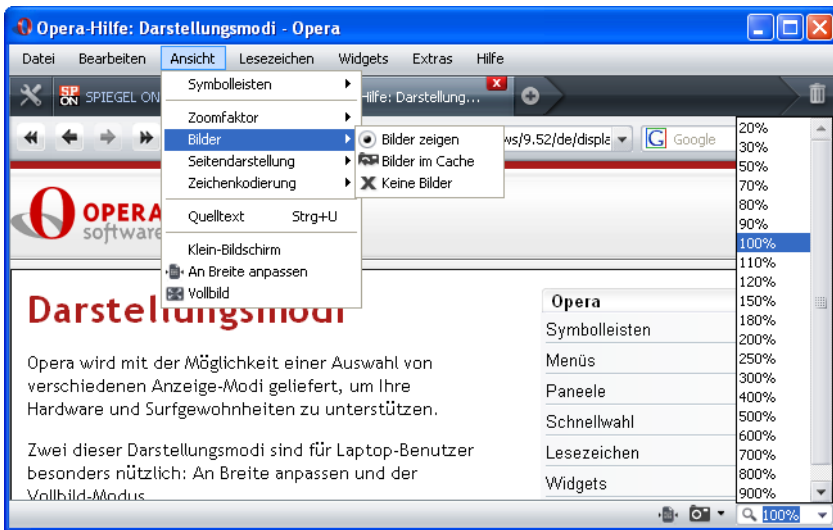 Opera-Hilfe: Darstellungsmodi - Opera
Datei Bearbeiten Ansicht Lesezeichen Widgets Extras Hilfe
SP ON SPIEGEL ON
Hilfe: Darstellung...
Symbolleisten
Zoomfaktor
Bilder
Seitendarstellung
Zeichenkodierung
Quelltext Strg+U
Klein-Bildschirm
An Breite anpassen
Vollbild
Bilder zeigen
Bilder im Cache
Keine Bilder
ws/9.52/de/displa
G Google
OPERA
software
Darstellungsmodi
Opera wird mit der Möglichkeit einer Auswahl von
verschiedenen Anzeige-Modi geliefert, um Ihre
Hardware und Surfgewohnheiten zu unterstützen.
Zwei dieser Darstellungsmodi sind für Laptop-Benutzer
besonders nützlich: An Breite anpassen und der
Vollbild-Modus
Opera
Symbolleisten
Menüs
Paneele
Schnellwahl
Lesezeichen
Widgets
20%
30%
50%
70%
80%
90%
100%
110%
120%
150%
180%
200%
250%
300%
400%
500%
600%
700%
800%
900%
100%